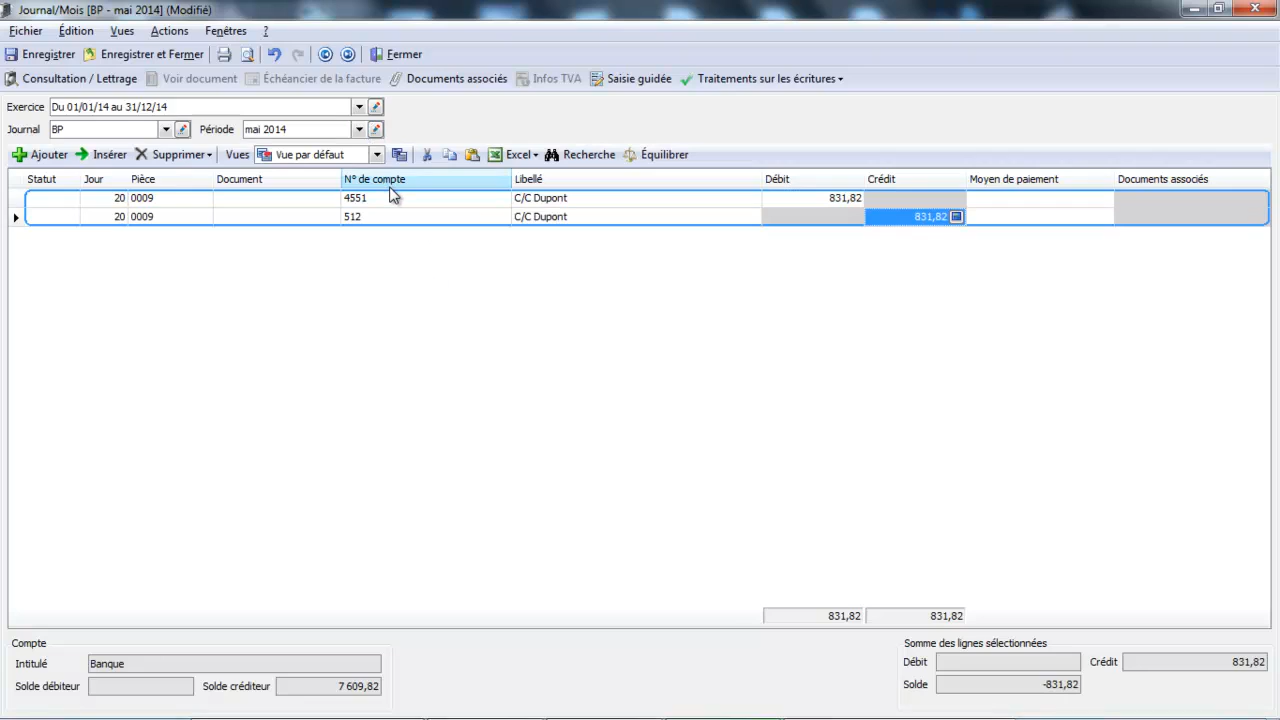 Journal/Mois [BP - mai 2014] (Modifié)
Fichier Édition Vues Actions Fenêtres ?
Enregistrer Enregistrer et Fermer Fermer
Consultation / Lettrage Voir document Échéancier de la facture Documents associés Infos TVA Saisie guidée Traitements sur les écritures
Exercice Du 01/01/14 au 31/12/14
Journal BP Période mai 2014
Ajouter Insérer Supprimer Vues Vue par défaut Excel Recherche Équilibrer
Statut Jour Pièce Document N° de compte Libellé Débit Crédit Moyen de paiement Documents associés
20 0009 4551 C/C Dupont 831,82
20 0009 512 C/C Dupont 831,82
831,82 831,82
Compte Somme des lignes sélectionnées
Intitulé Banque Débit Crédit 831,82
Solde débiteur Solde créditeur 7 609,82 Solde -831,82